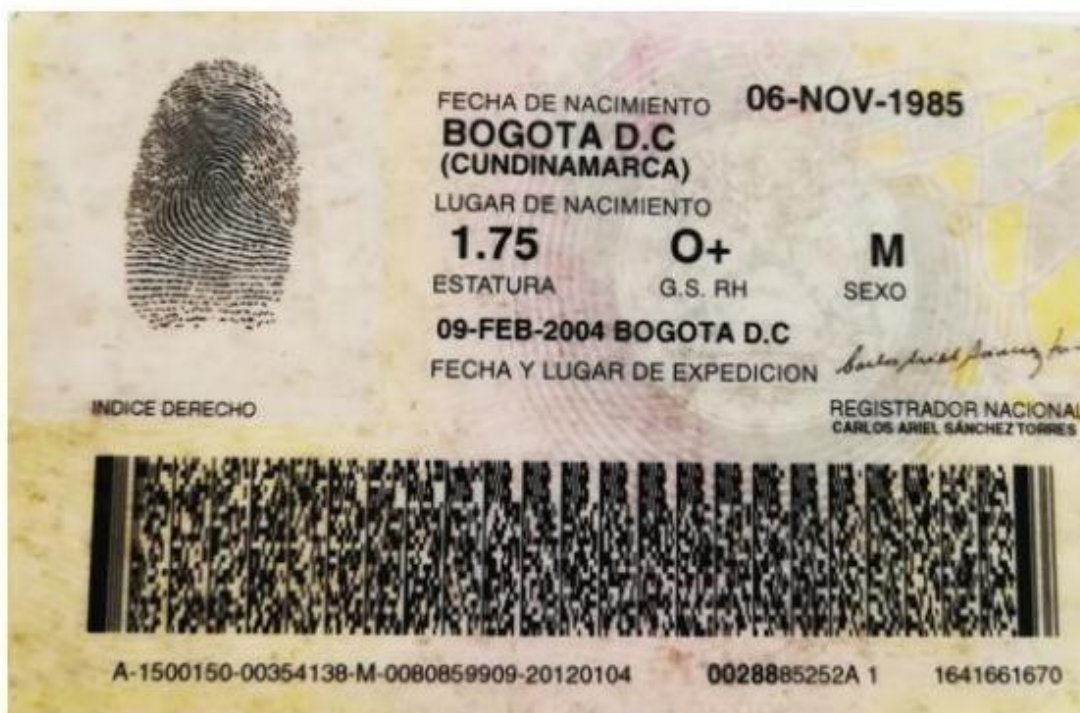 FECHA DE NACIMIENTO 06-NOV-1985
BOGOTA D.C
(CUNDINAMARCA)
LUGAR DE NACIMIENTO
1.75 O+ M
ESTATURA G.S. RH SEXO
09-FEB-2004 BOGOTA D.C
FECHA Y LUGAR DE EXPEDICION
INDICE DERECHO
REGISTRADOR NACIONAL
CARLOS ARIEL SÁNCHEZ TORRES
A-1500150-00354138-M-0080859909-20120104 0028885252A 1 1641661670